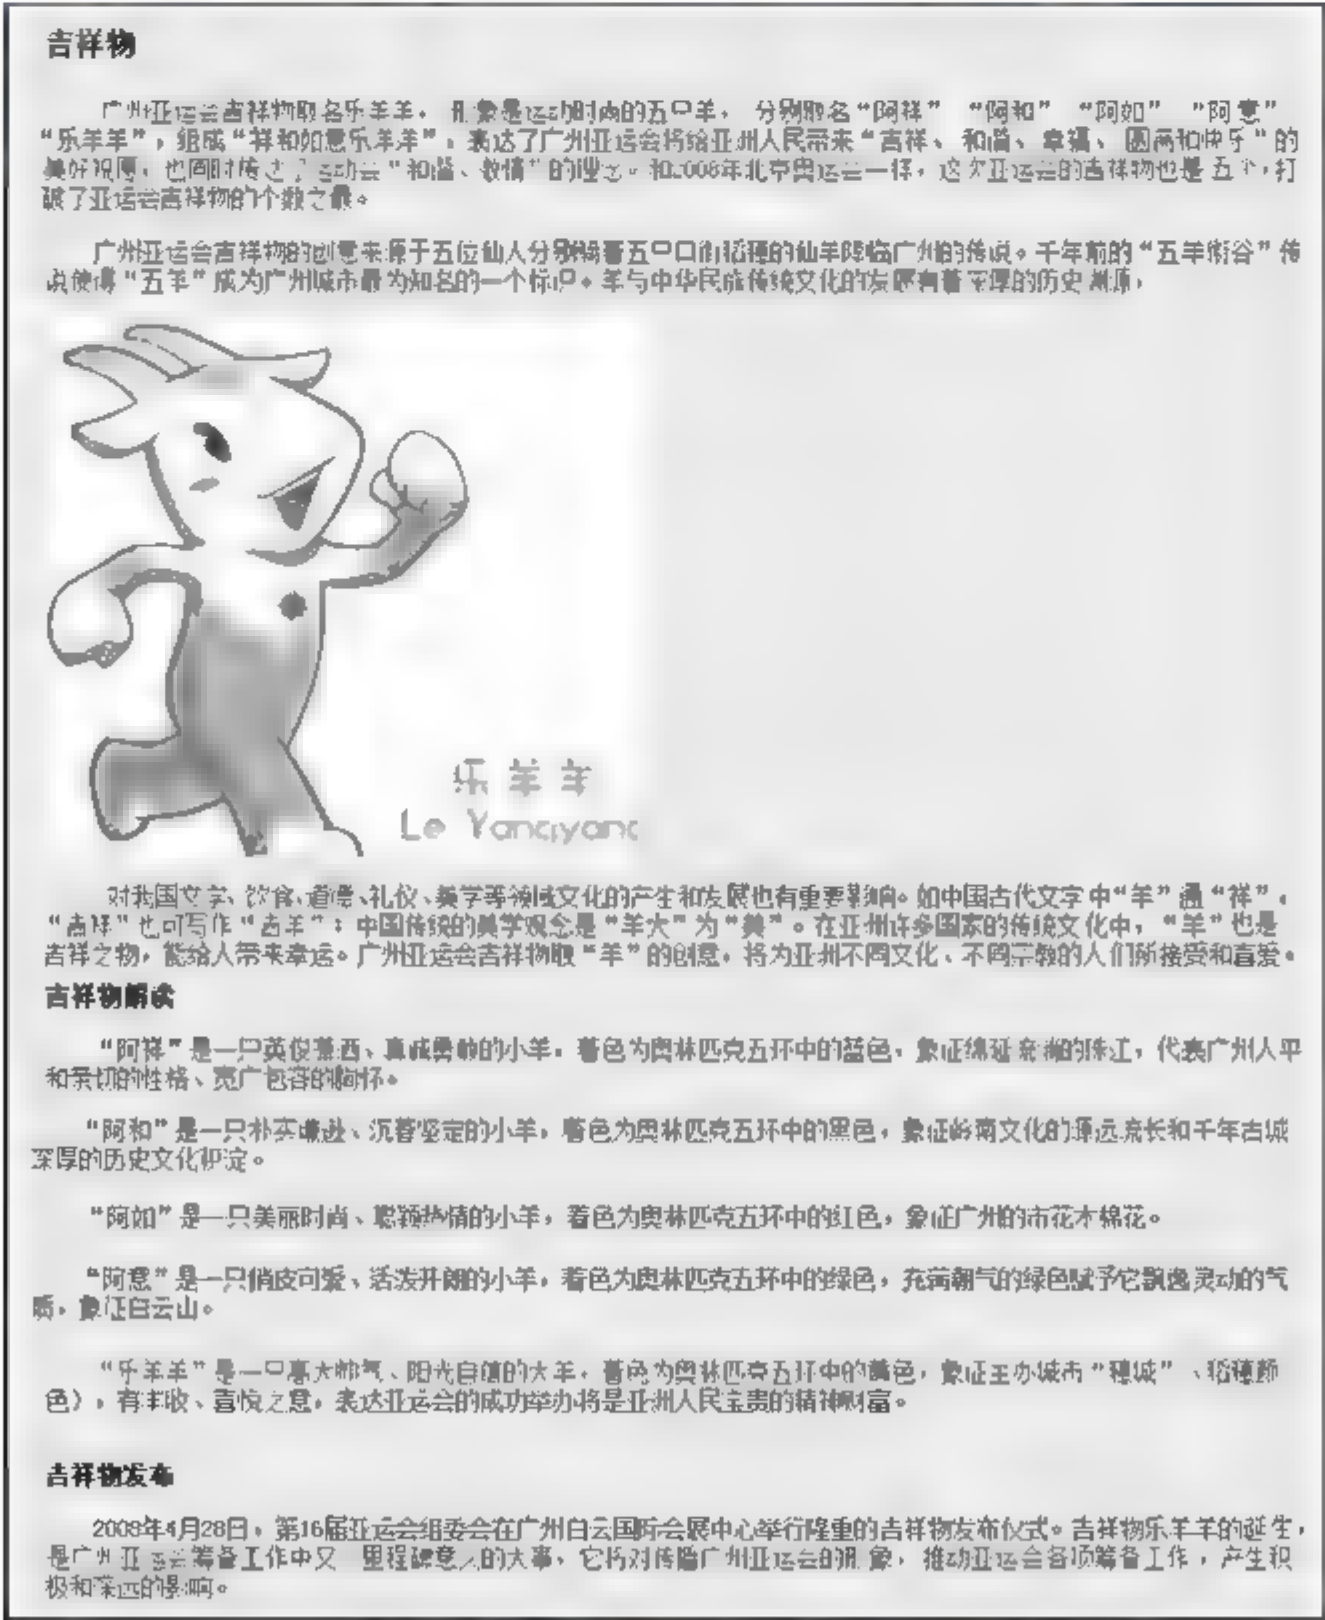 吉祥物
广州亚运会吉祥物取名乐羊羊，形象是运动时尚的五只羊，分别取名“阿祥”“阿和”“阿如”“阿意”
“乐羊羊”，组成“祥和如意乐洋洋”，表达了广州亚运会将给亚洲人民带来“吉祥、和谐、幸福、圆满和快乐”的
美好祝愿，也同时传达了运动会“和谐、激情”的理念。和2008年北京奥运会一样，这次亚运会的吉祥物也是五个，打
破了亚运会吉祥物的个数之最。
广州亚运会吉祥物的创意来源于五位仙人分别骑着五只口衔稻穗的仙羊降临广州的传说。千年前的“五羊衔谷”传
说使得“五羊”成为广州城市最为知名的一个标识。羊与中华民族传统文化的发展有着深厚的历史渊源，
乐羊羊
Le Yangyang
对我国文字、饮食、道德、礼仪、美学等领域文化的产生和发展也有重要影响。如中国古代文字中“羊”通“祥”，
“吉祥”也可写作“吉羊”；中国传统的美学观念是“羊大”为“美”。在亚洲许多国家的传统文化中，“羊”也是
吉祥之物，能给人带来幸运。广州亚运会吉祥物取“羊”的创意，将为亚洲不同文化、不同宗教的人们所接受和喜爱。
吉祥物解读
“阿祥”是一只英俊潇洒、真诚勇敢的小羊，着色为奥林匹克五环中的蓝色，象征绵延流淌的珠江，代表广州人平
和亲切的性格、宽广包容的胸怀。
“阿和”是一只朴实谦逊、沉着坚定的小羊，着色为奥林匹克五环中的黑色，象征岭南文化的源远流长和千年古城
深厚的历史文化积淀。
“阿如”是一只美丽时尚、聪颖热情的小羊，着色为奥林匹克五环中的红色，象征广州的市花木棉花。
“阿意”是一只俏皮可爱、活泼开朗的小羊，着色为奥林匹克五环中的绿色，充满朝气的绿色赋予它飘逸灵动的气
质，象征白云山。
“乐羊羊”是一只高大帅气、阳光自信的大羊，着色为奥林匹克五环中的黄色，象征主办城市“穗城”、稻穗颜
色），有丰收、喜悦之意，表达亚运会的成功举办将是亚洲人民宝贵的精神财富。
吉祥物发布
2008年4月28日，第16届亚运会组委会在广州白云国际会展中心举行隆重的吉祥物发布仪式。吉祥物乐羊羊的诞生，
是广州亚运会筹备工作中又 里程碑意义的大事，它将对传播广州亚运会的形象，推动亚运会各项筹备工作，产生积
极和深远的影响。